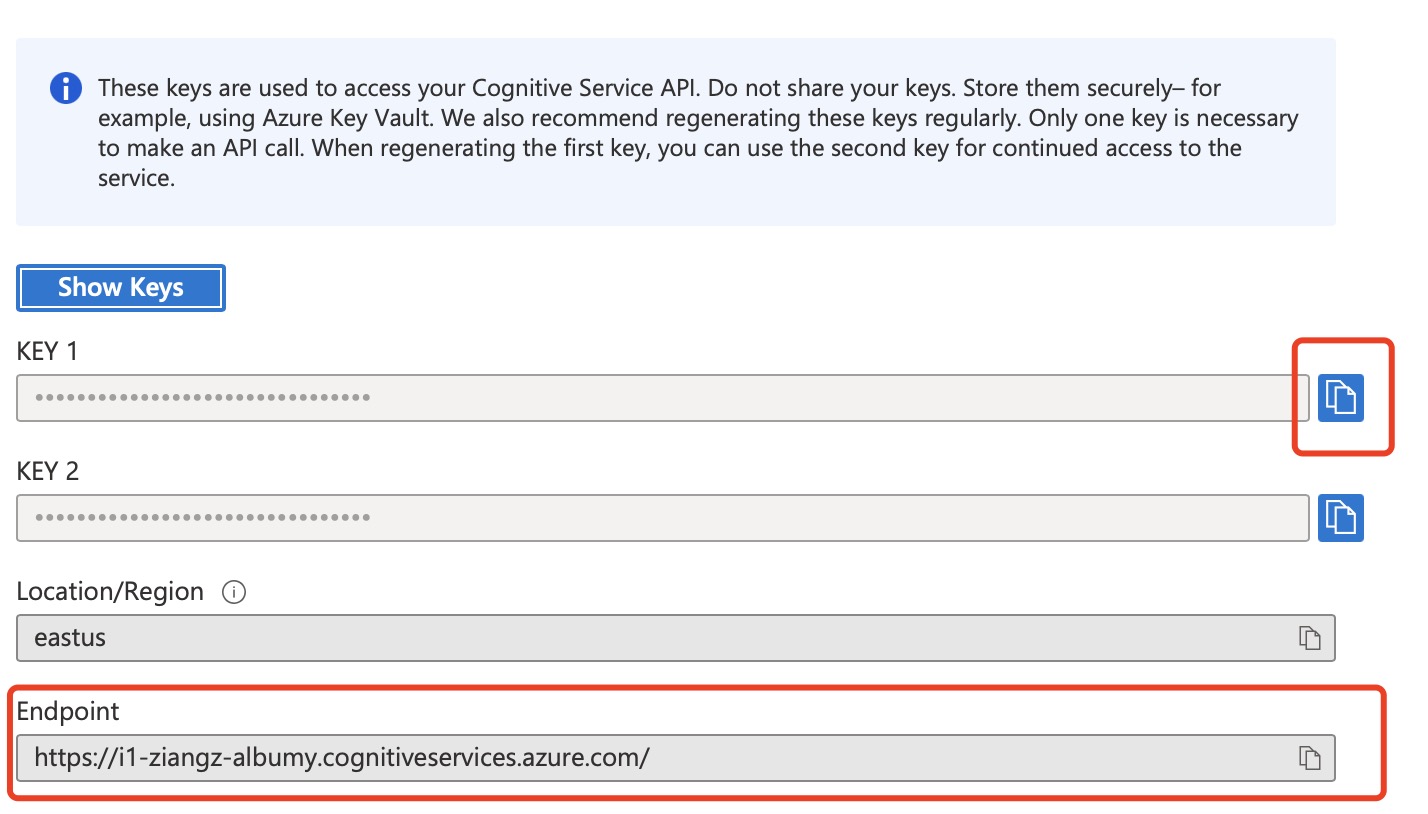 These keys are used to access your Cognitive Service API. Do not share your keys. Store them securely– for
example, using Azure Key Vault. We also recommend regenerating these keys regularly. Only one key is necessary
to make an API call. When regenerating the first key, you can use the second key for continued access to the
service.
Show Keys
KEY 1
••••••••••••••••••••••••••••••••
KEY 2
••••••••••••••••••••••••••••••••
Location/Region
eastus
Endpoint
https://i1-ziangz-albumy.cognitiveservices.azure.com/